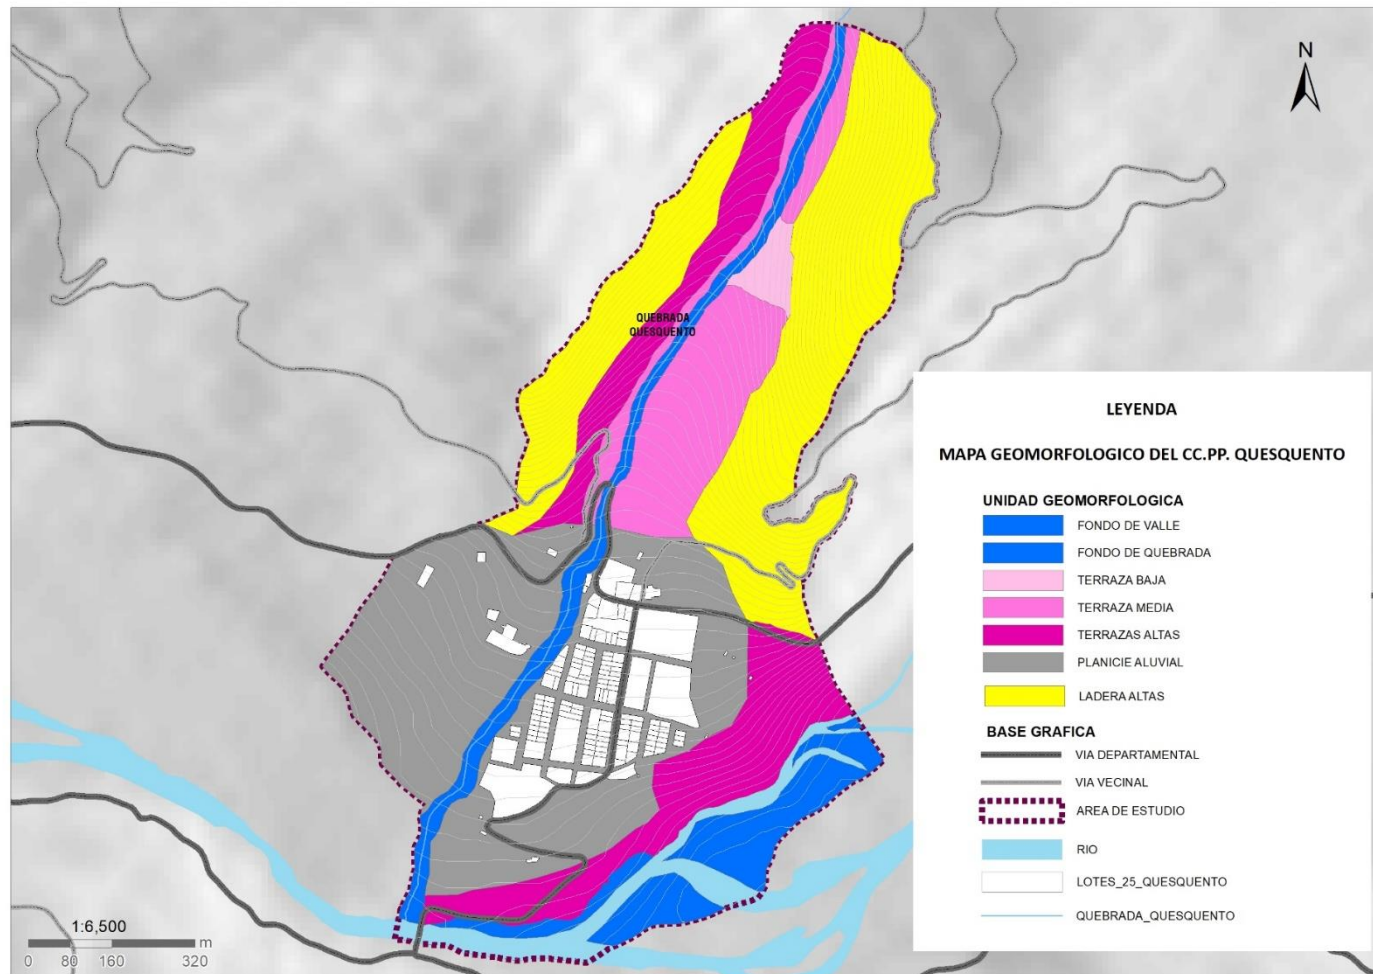 N
QUEBRADA
QUESQUENTO
LEYENDA
MAPA GEOMORFOLOGICO DEL CC.PP. QUESQUENTO
UNIDAD GEOMORFOLOGICA
FONDO DE VALLE
FONDO DE QUEBRADA
TERRAZA BAJA
TERRAZA MEDIA
TERRAZAS ALTAS
PLANICIE ALUVIAL
LADERA ALTAS
BASE GRAFICA
VIA DEPARTAMENTAL
VIA VECINAL
AREA DE ESTUDIO
RIO
LOTES_25_QUESQUENTO
QUEBRADA_QUESQUENTO
1:6,500
m
0 80 160 320